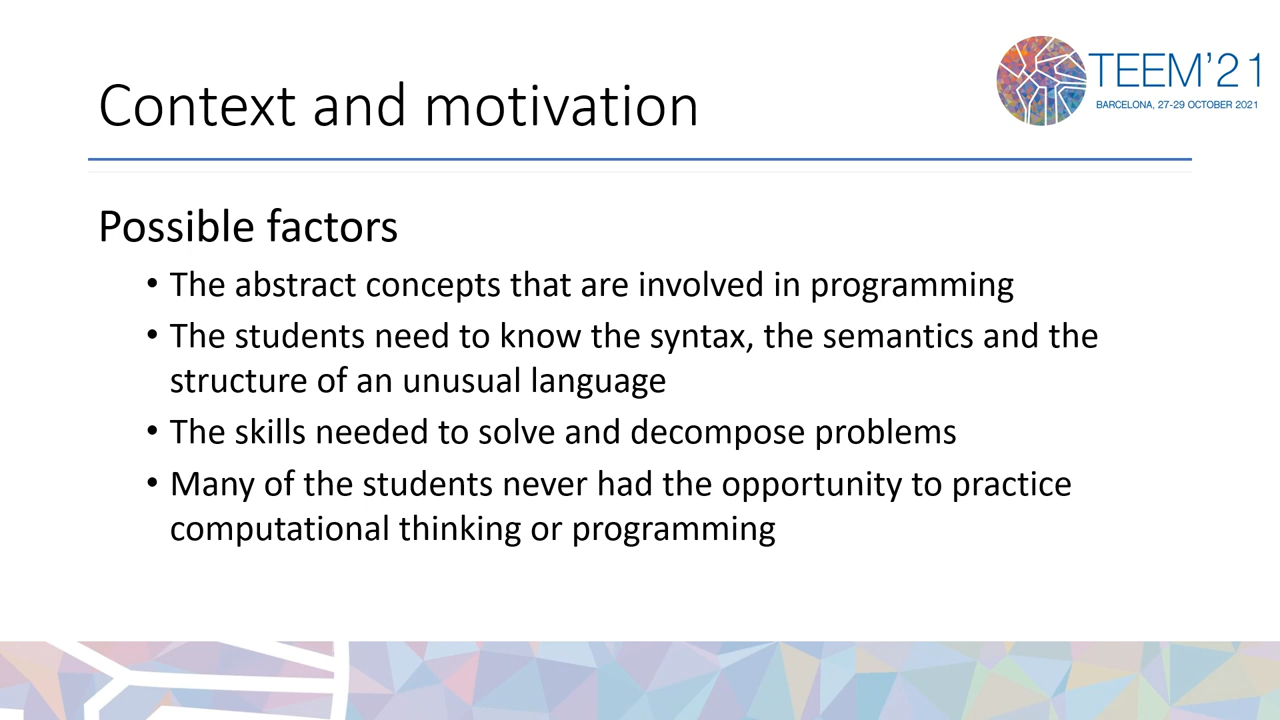 TEEM’21
BARCELONA, 27-29 OCTOBER 2021
Context and motivation
Possible factors
• The abstract concepts that are involved in programming
• The students need to know the syntax, the semantics and the
structure of an unusual language
• The skills needed to solve and decompose problems
• Many of the students never had the opportunity to practice
computational thinking or programming